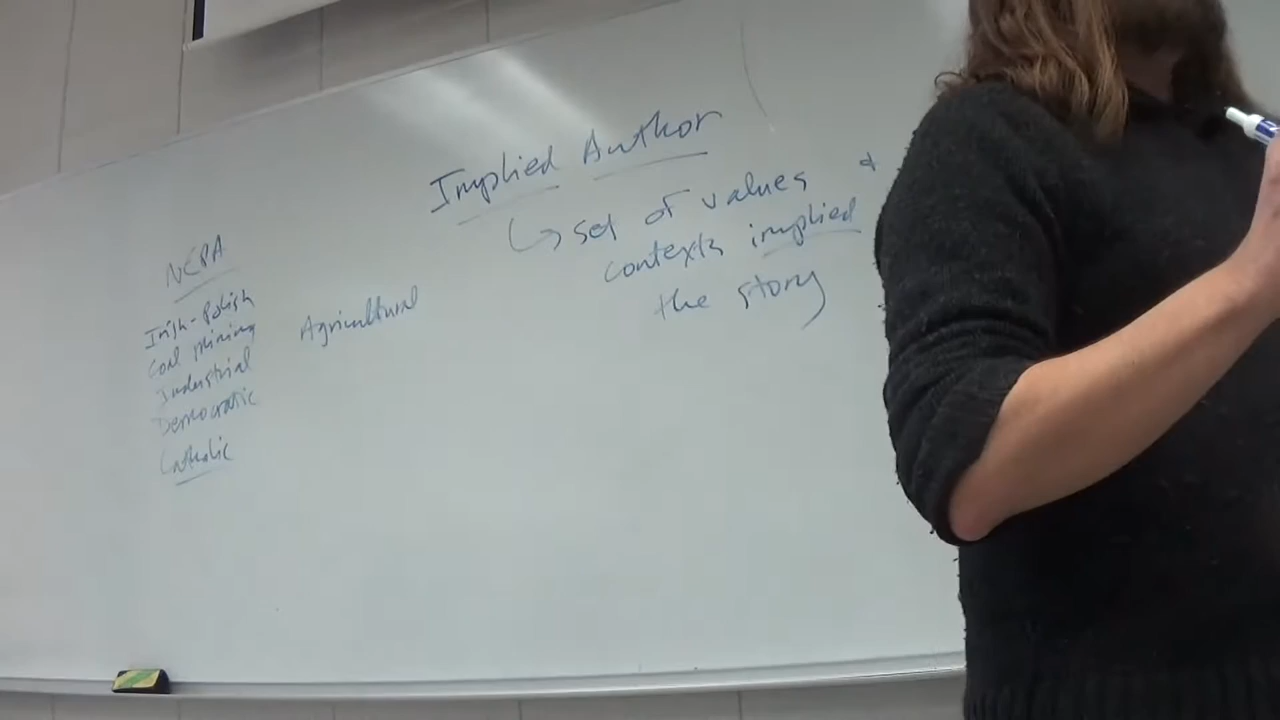 Implied Author
↳ set of values &
contexts implied
the story
NEPA
Irish-Polish
Coal mining
Industrial
Democratic
Catholic
Agricultural